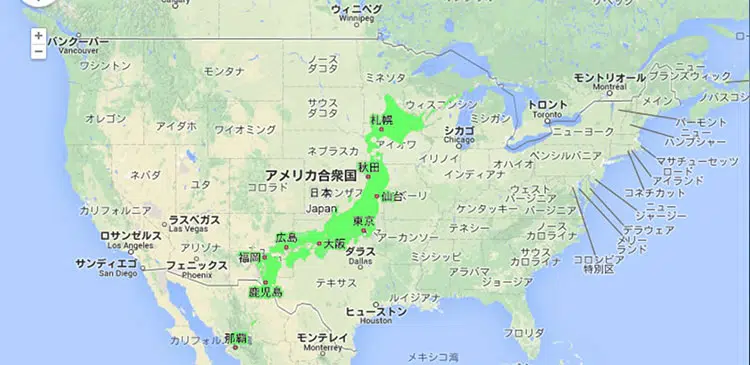 カルガリー
Calgary
ウィニペグ
Winnipeg
バンクーバー
Vancouver
ワシントン
モンタナ
ノース
ダコタ
ミネソタ
モントリオール
Montreal
ニュー
ブランズウィック
ノバスコシ
メイン
オレゴン
アイダホ
ワイオミング
サウス
ダコタ
札幌
ウィスコンシン
ミシガン
トロント
Toronto
ニューヨーク
バーモント
ニュー
ハンプシャー
マサチューセッツ
ロード
アイランド
コネチカット
ニュー
ジャージー
デラウェア
メリー
ランド
コロンビア
特別区
シカゴ
Chicago
アイオワ
ネブラスカ
イリノイ
インディアナ
オハイオ
ペンシルバニア
ネバダ
ユタ
コロラド
アメリカ合衆国
秋田
日本
Japan
ンザス
仙台
ーリ
ウェスト
バージニア
バージニア
ケンタッキー
カリフォルニア
ラスベガス
Las Vegas
ロサンゼルス
Los Angeles
サンディエゴ
San Diego
アリゾナ
フェニックス
Phoenix
東京
アーカンソー
テネシー
ノース
カロライナ
サウス
カロライナ
広島
大阪
福岡
ダラス
Dallas
ミシシッピ
アラバマ
ジョージア
テキサス
鹿児島
ルイジアナ
ヒューストン
Houston
フロリダ
カリフォル
那覇
モンテレイ
Monterrey
メキシコ湾